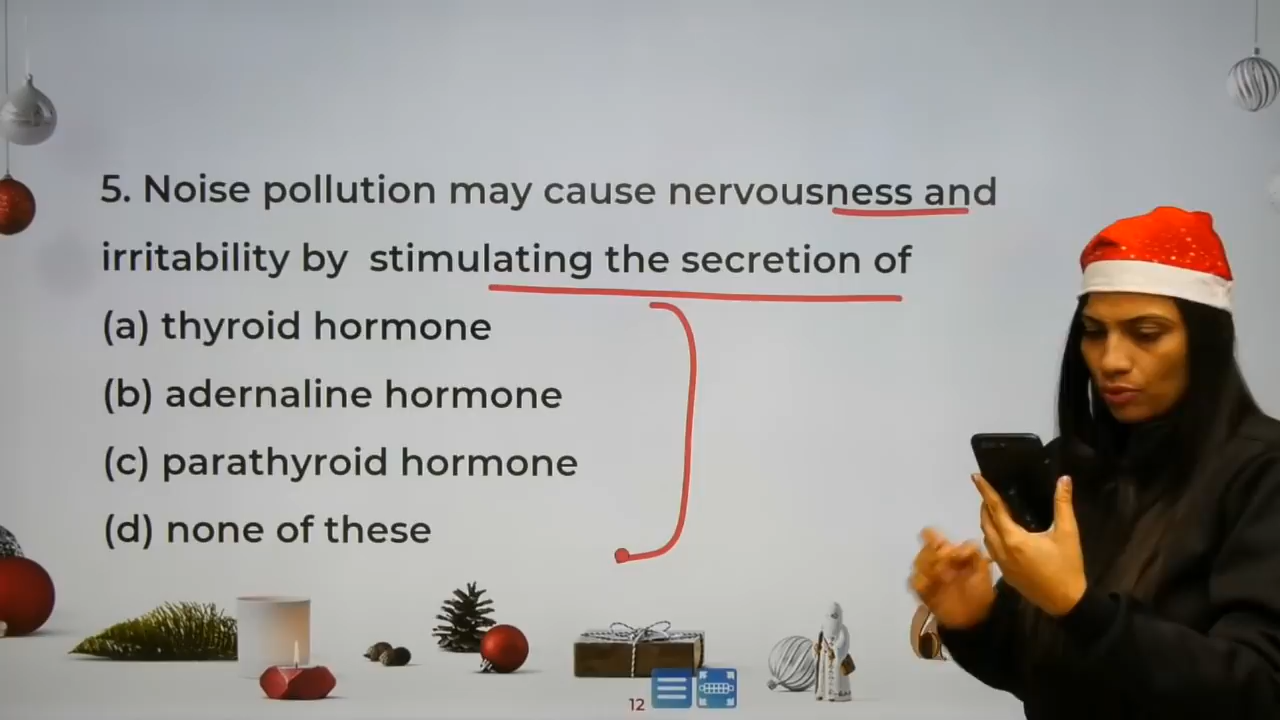 5. Noise pollution may cause nervousness and
irritability by stimulating the secretion of
(a) thyroid hormone
(b) adernaline hormone
(c) parathyroid hormone
(d) none of these
12